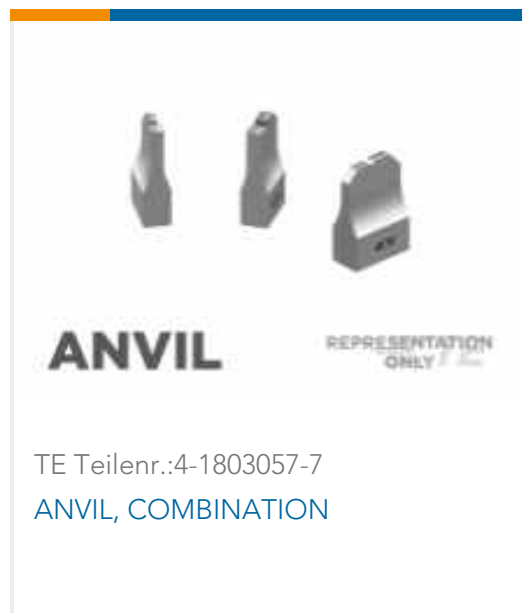 ANVIL
REPRESENTATION
ONLY
TE Teilenr.:4-1803057-7
ANVIL, COMBINATION